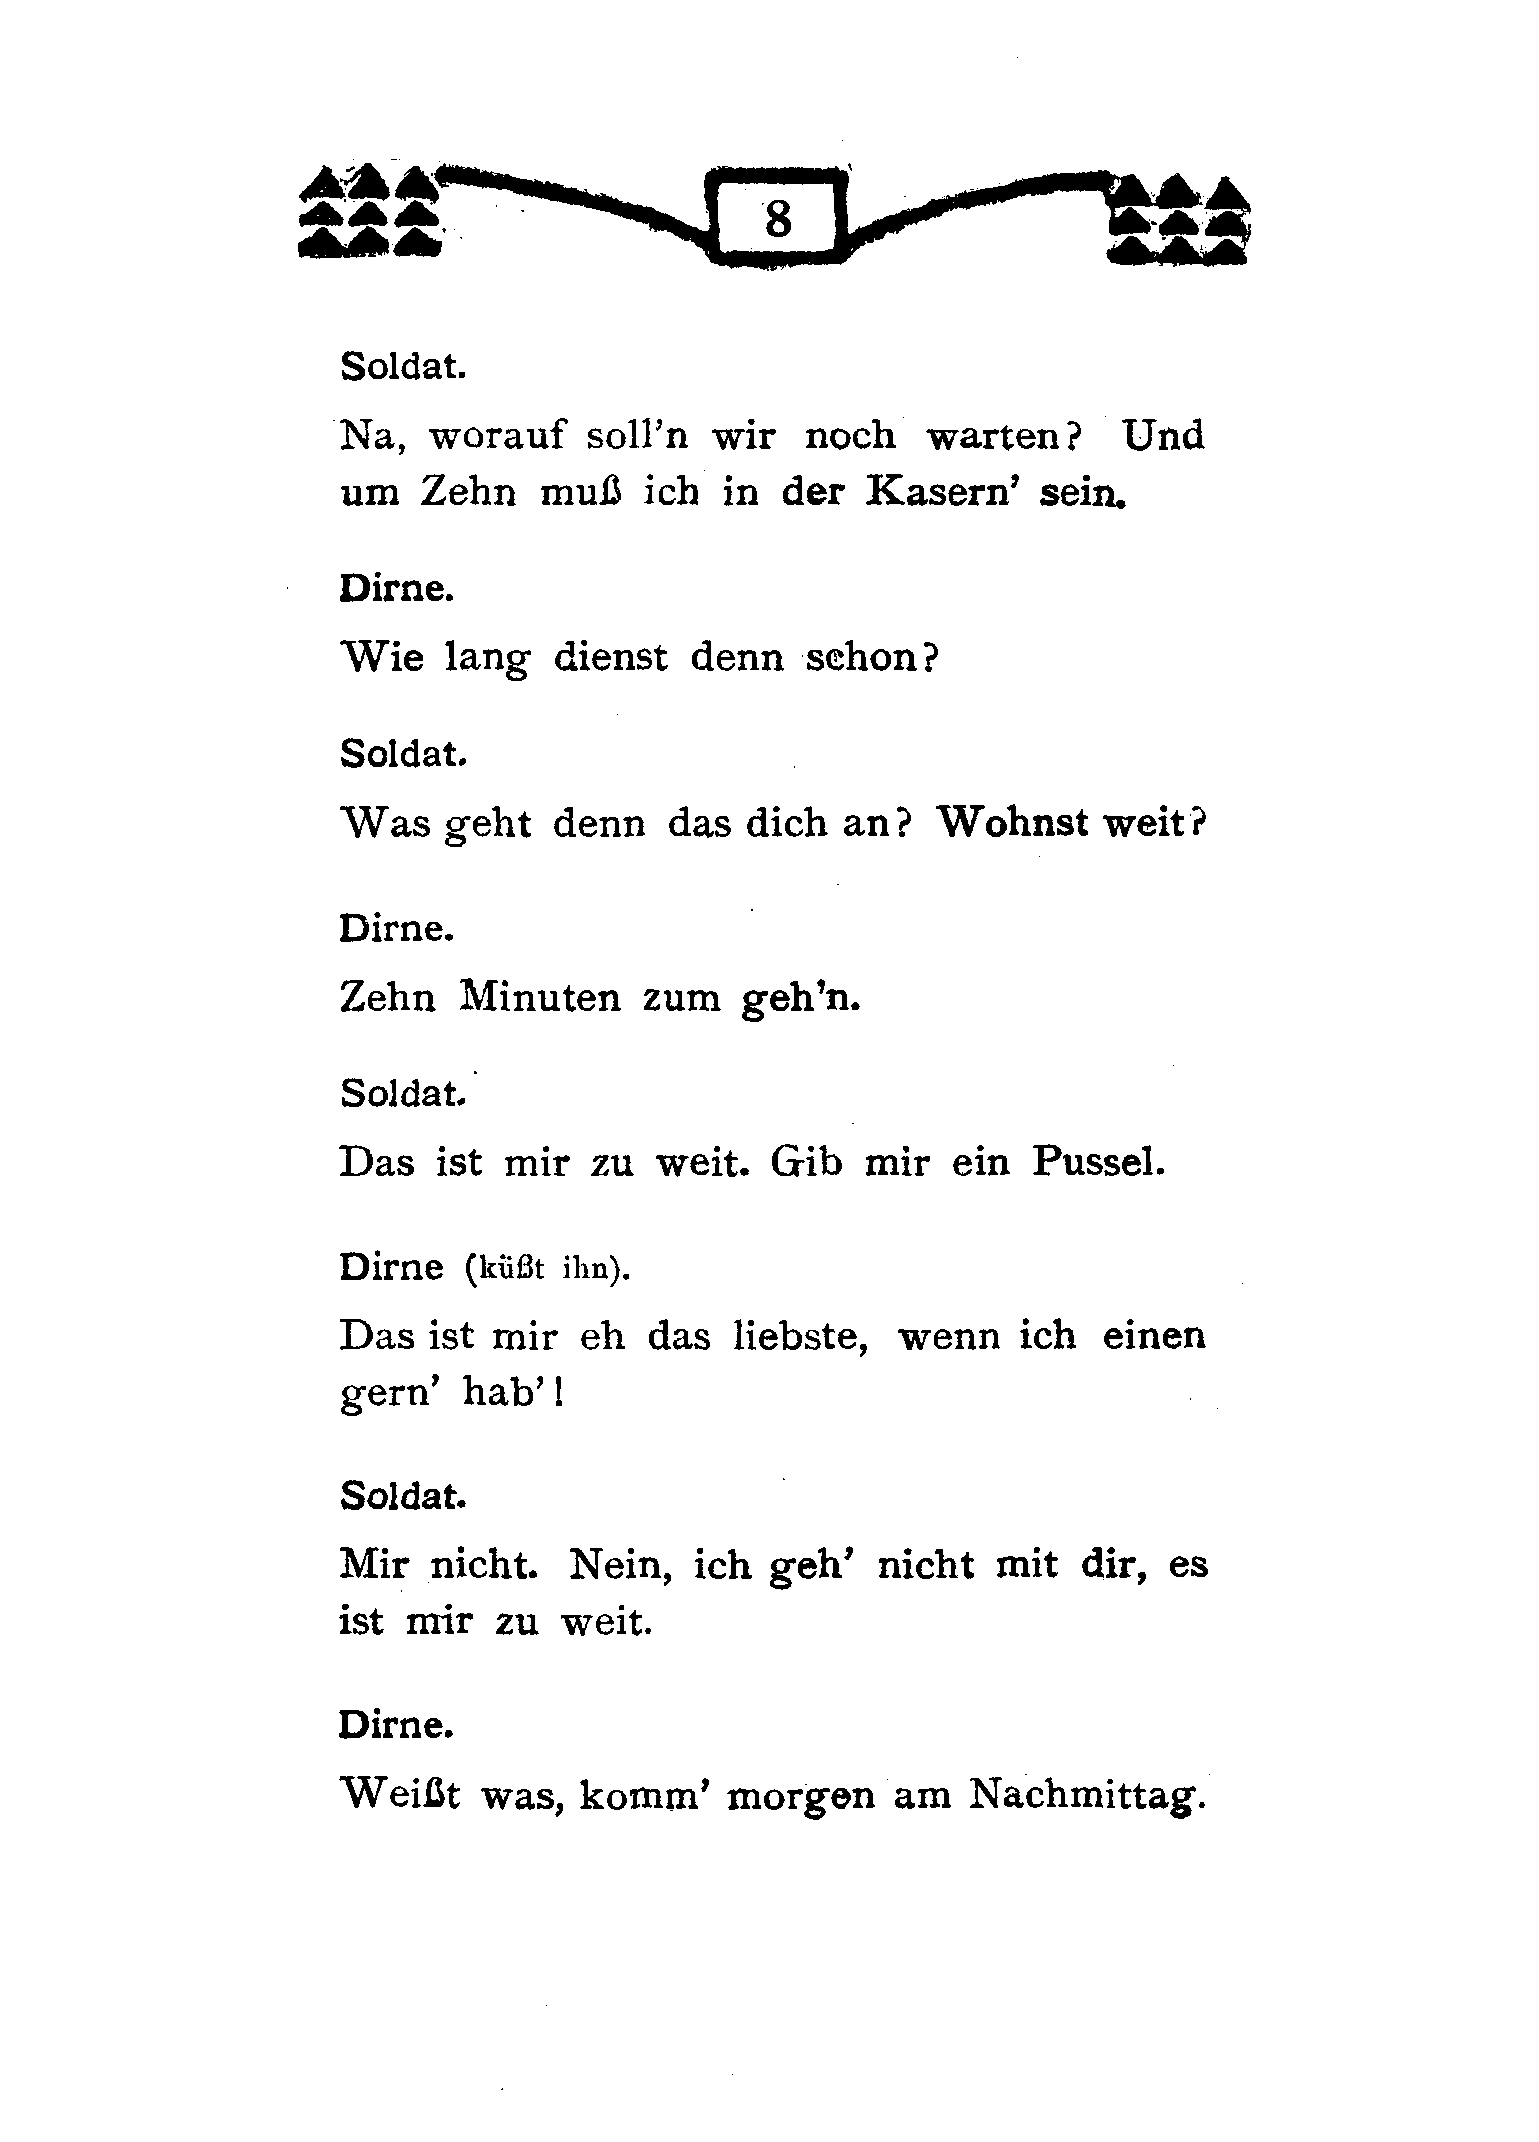 8
Soldat.
Na, worauf soll'n wir noch warten? Und
um Zehn muß ich in der Kasern' sein.
Dirne.
Wie lang dienst denn schon?
Soldat.
Was geht denn das dich an? Wohnst weit?
Dirne.
Zehn Minuten zum geh'n.
Soldat.
Das ist mir zu weit. Gib mir ein Pussel.
Dirne (küßt ihn).
Das ist mir eh das liebste, wenn ich einen
gern' hab'!
Soldat.
Mir nicht. Nein, ich geh' nicht mit dir, es
ist mir zu weit.
Dirne.
Weißt was, komm' morgen am Nachmittag.